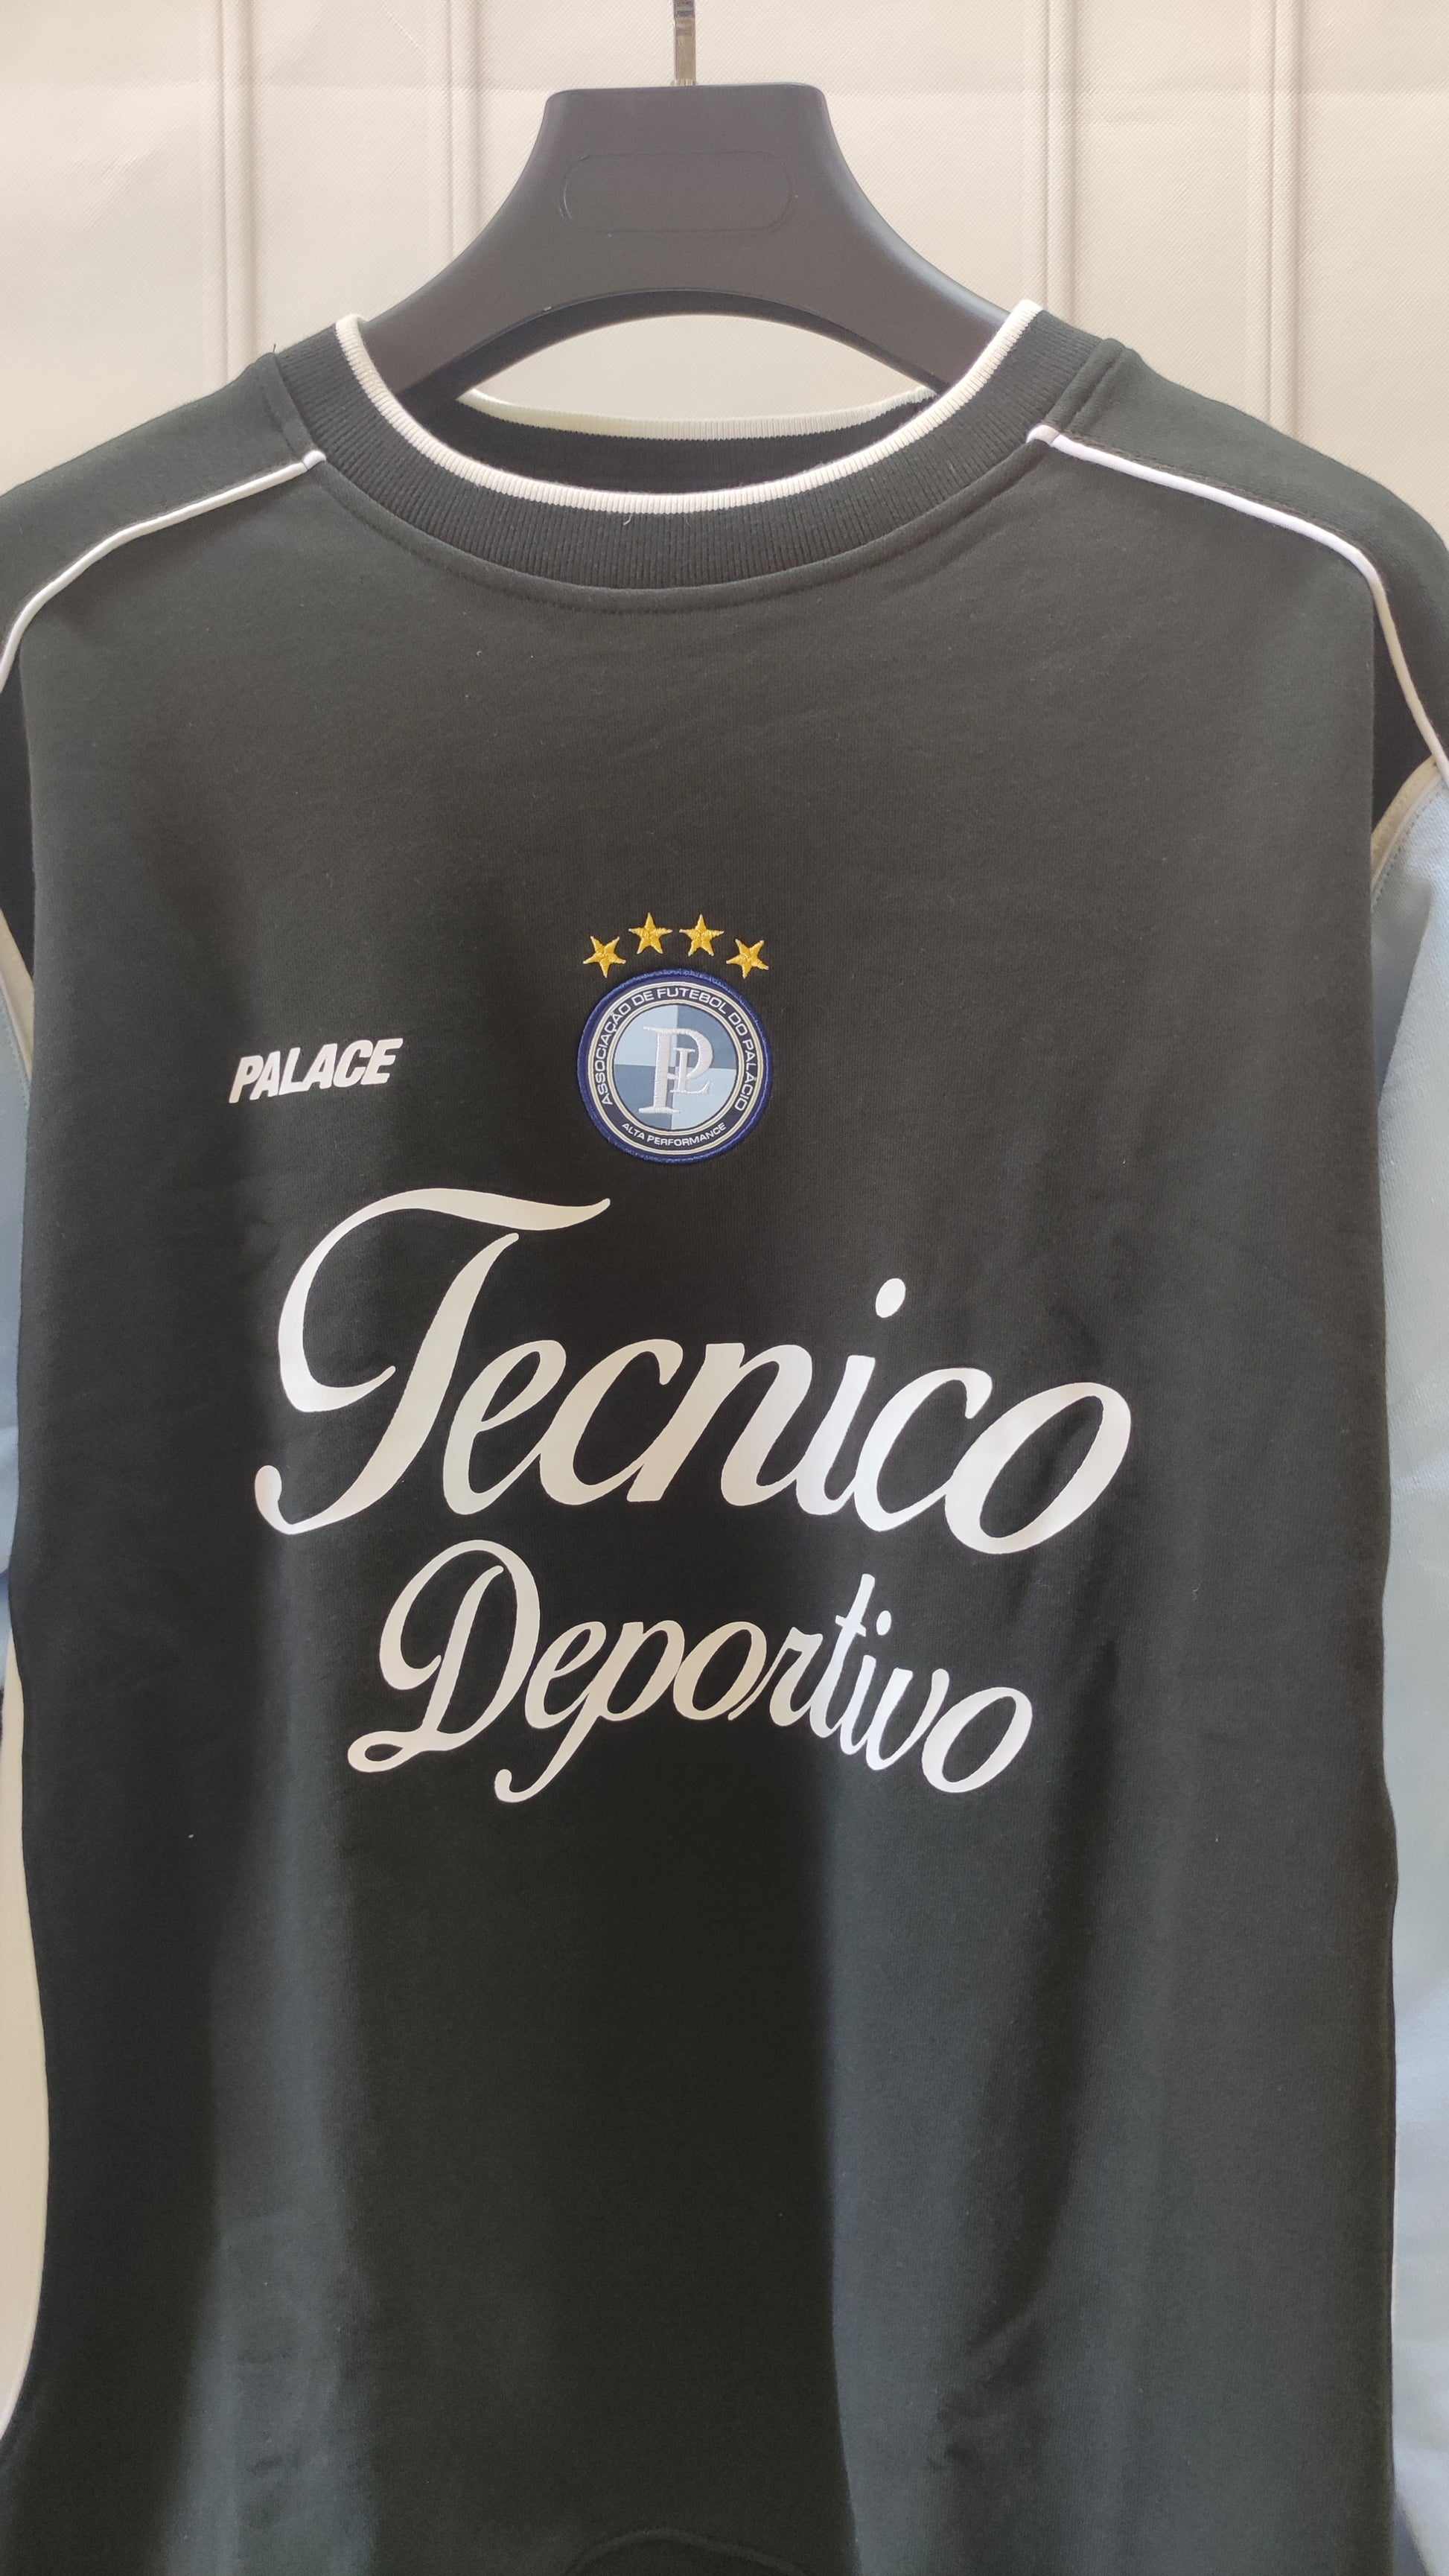 PALACE
ASSOCIAÇÃO DE FUTEBOL DO PALÁCIO
PL
ALTA PERFORMANCE
Tecnico
Deportivo